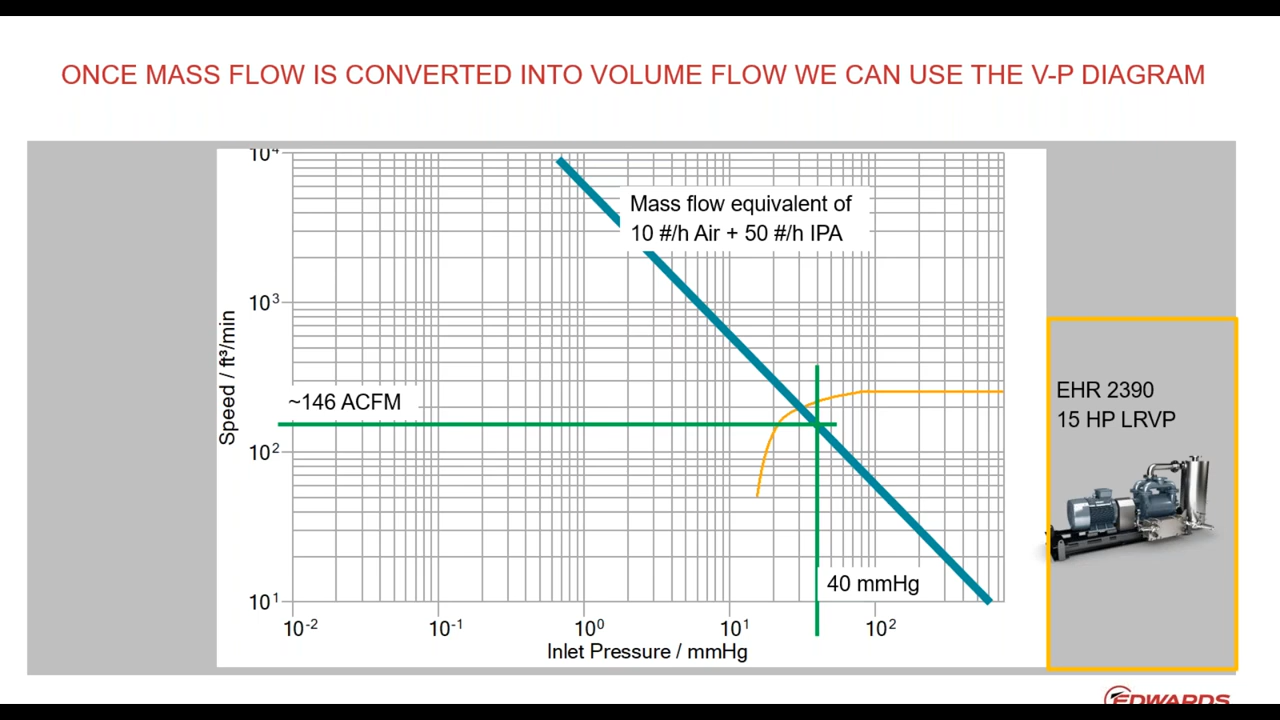 ONCE MASS FLOW IS CONVERTED INTO VOLUME FLOW WE CAN USE THE V-P DIAGRAM
10⁴
Mass flow equivalent of
10 #/h Air + 50 #/h IPA
10³
Speed / ft³/min
~146 ACFM
10²
40 mmHg
10¹
10⁻² 10⁻¹ 10⁰ 10¹ 10²
Inlet Pressure / mmHg
EHR 2390
15 HP LRVP
EDWARDS